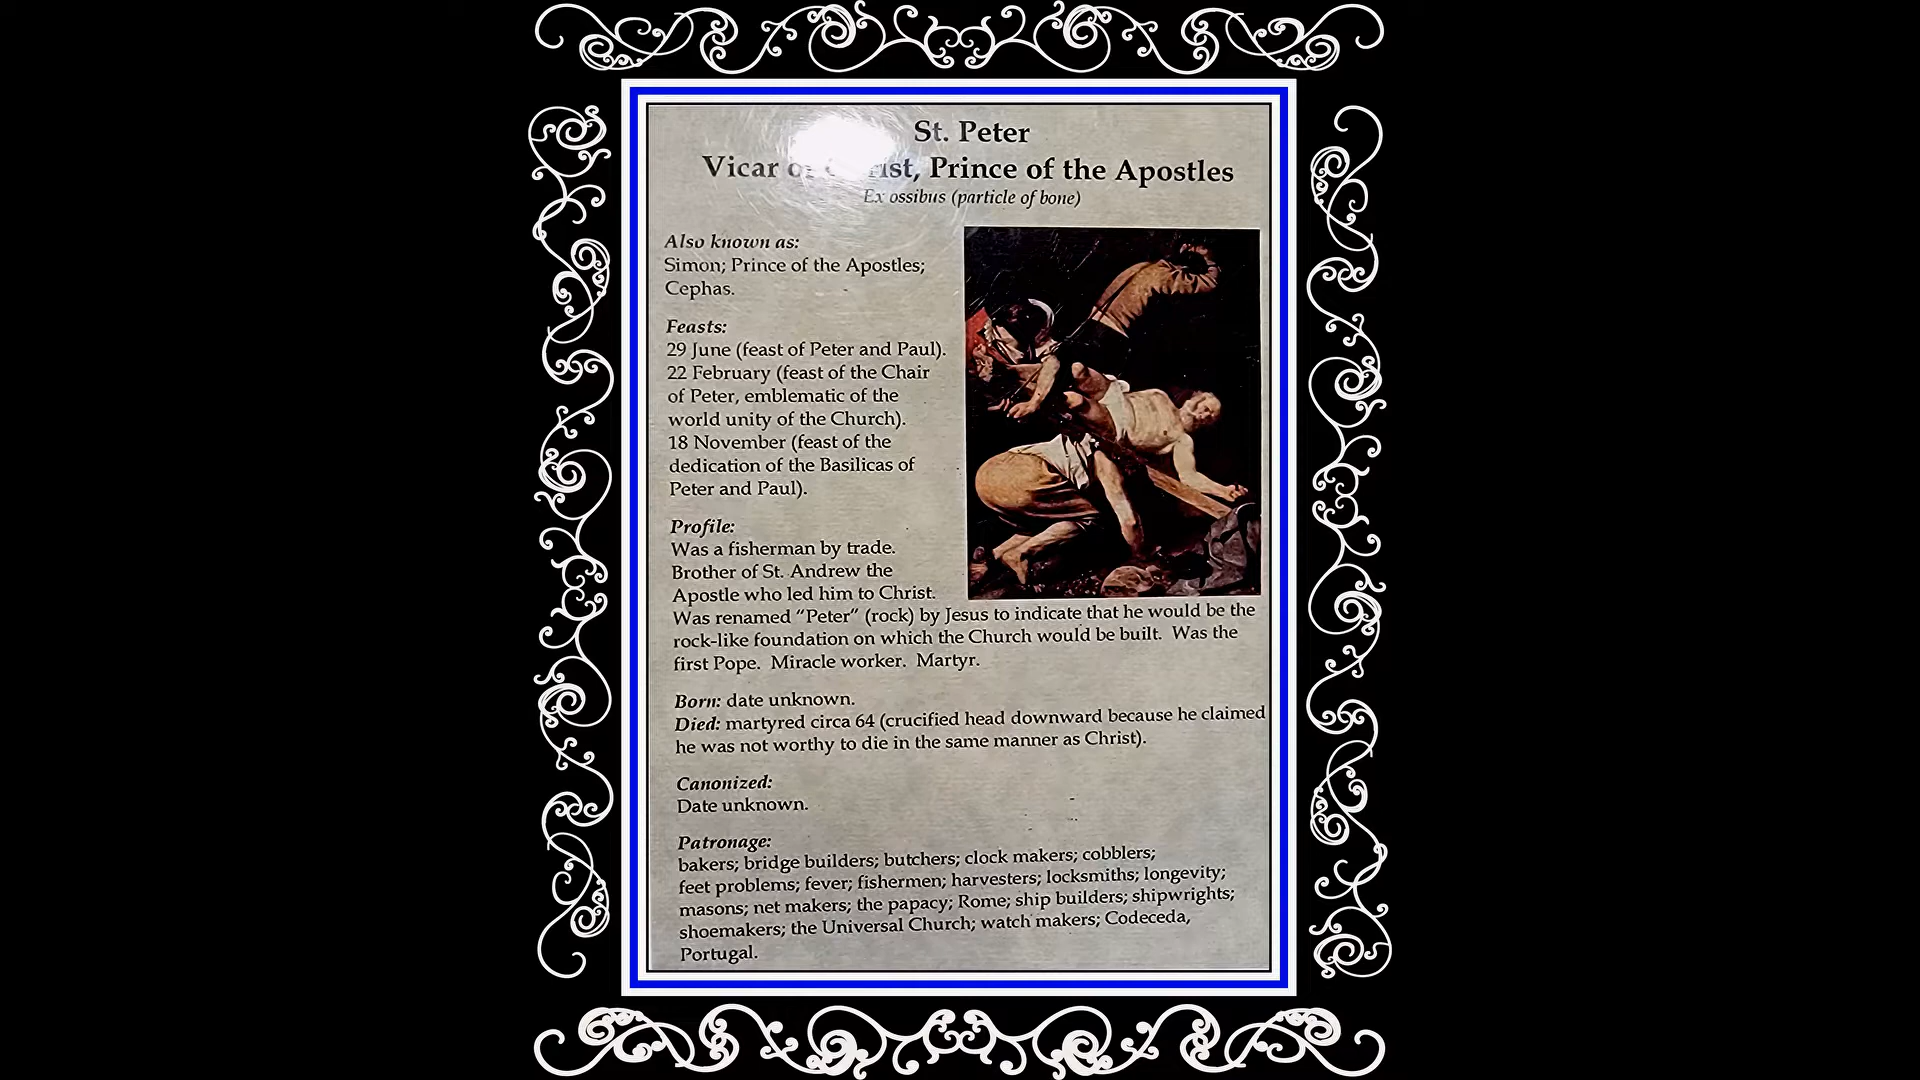 St. Peter
Vicar of Christ, Prince of the Apostles
Ex ossibus (particle of bone)
Also known as:
Simon; Prince of the Apostles;
Cephas.
Feasts:
29 June (feast of Peter and Paul).
22 February (feast of the Chair
of Peter, emblematic of the
world unity of the Church).
18 November (feast of the
dedication of the Basilicas of
Peter and Paul).
Profile:
Was a fisherman by trade.
Brother of St. Andrew the
Apostle who led him to Christ.
Was renamed “Peter” (rock) by Jesus to indicate that he would be the
rock-like foundation on which the Church would be built.  Was the
first Pope.  Miracle worker.  Martyr.
Born: date unknown.
Died: martyred circa 64 (crucified head downward because he claimed
he was not worthy to die in the same manner as Christ).
Canonized:
Date unknown.
Patronage:
bakers; bridge builders; butchers; clock makers; cobblers;
feet problems; fever; fishermen; harvesters; locksmiths; longevity;
masons; net makers; the papacy; Rome; ship builders; shipwrights;
shoemakers; the Universal Church; watch makers; Codeceda,
Portugal.